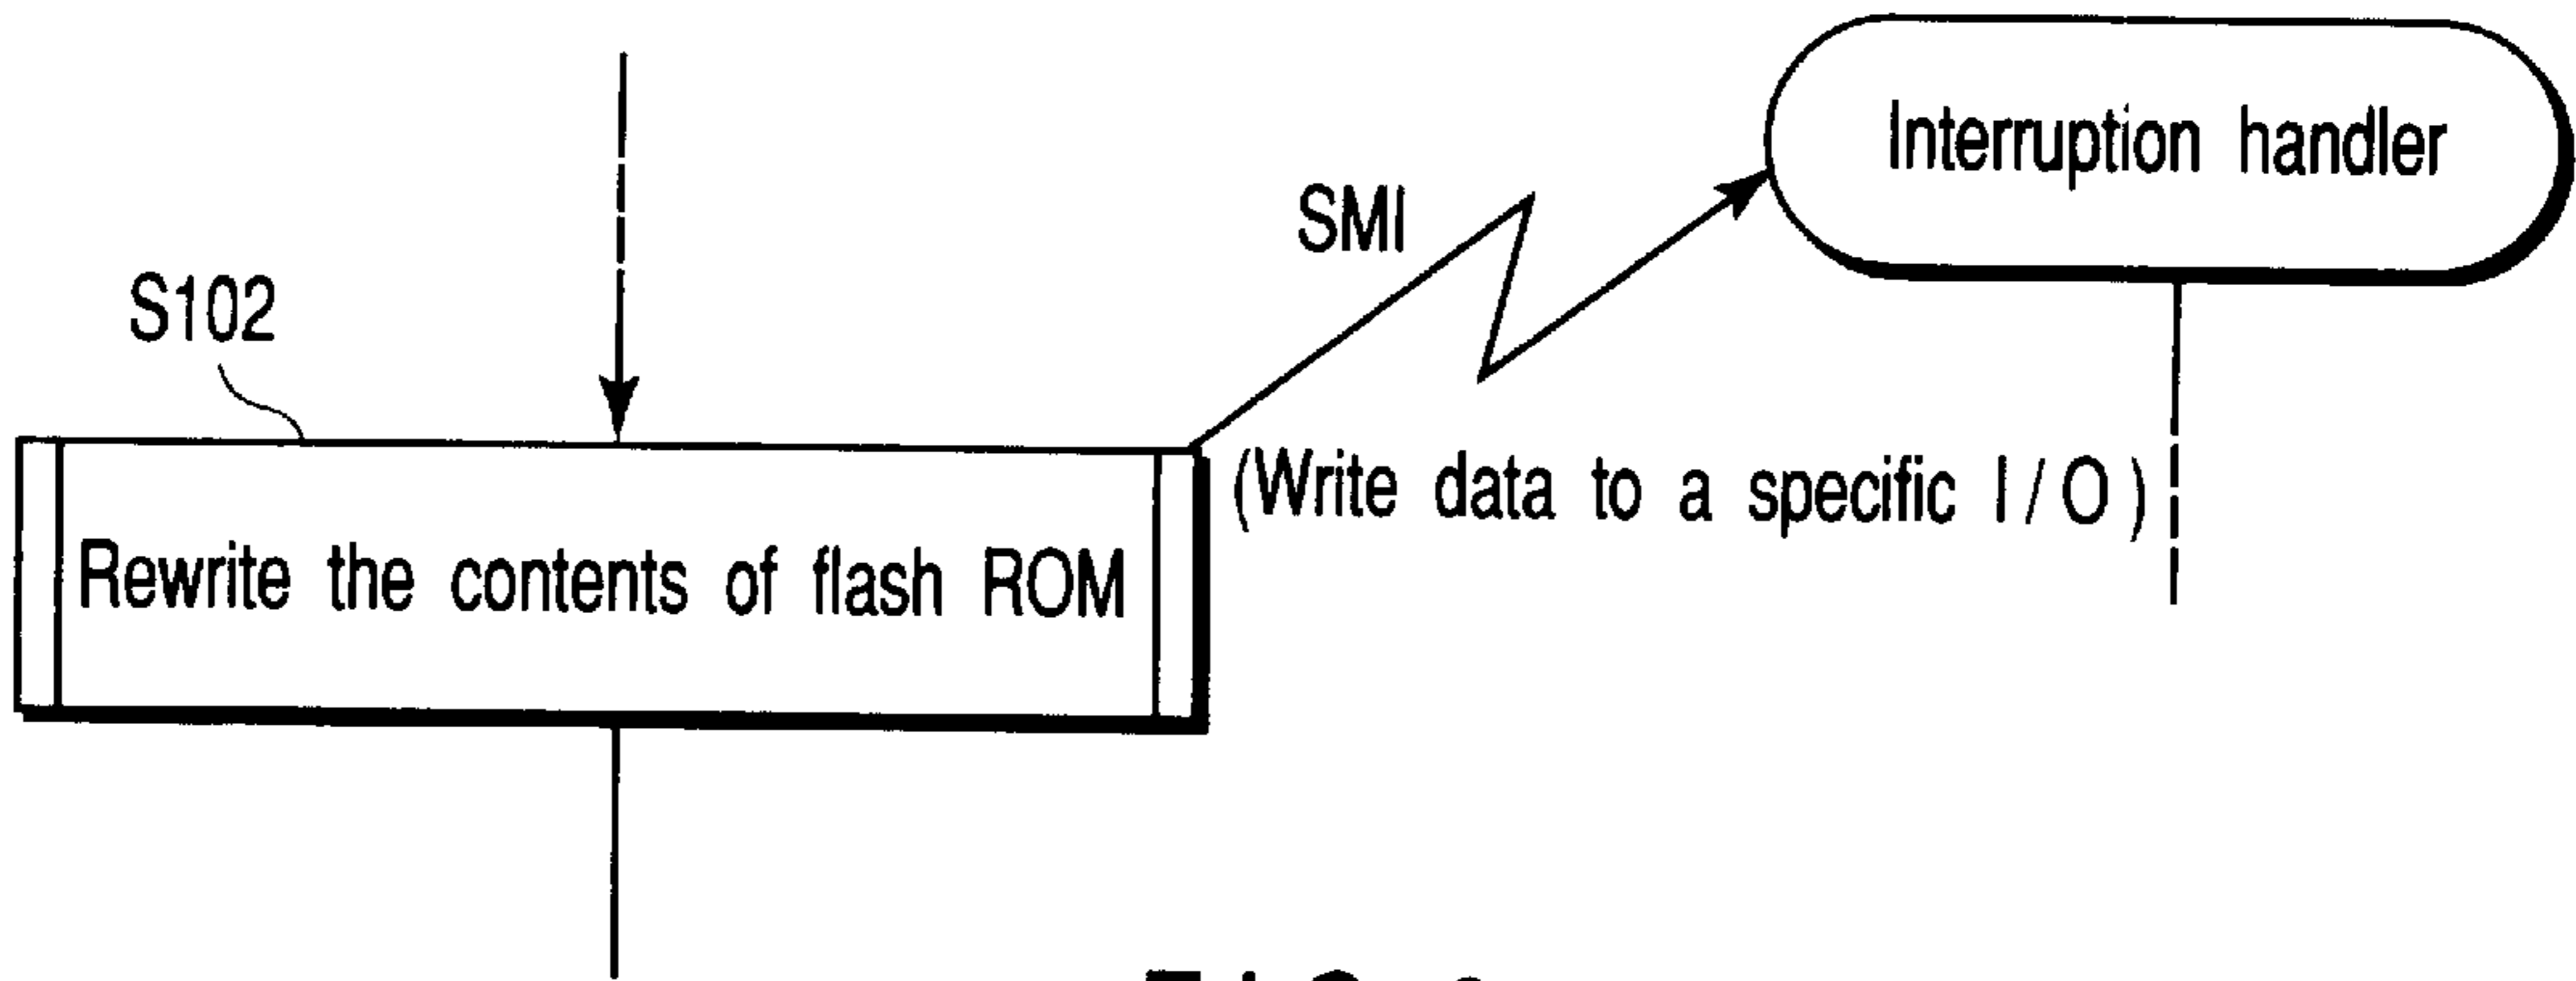 Interruption handler
SMI
S102
(Write data to a specific I/O)
Rewrite the contents of flash ROM